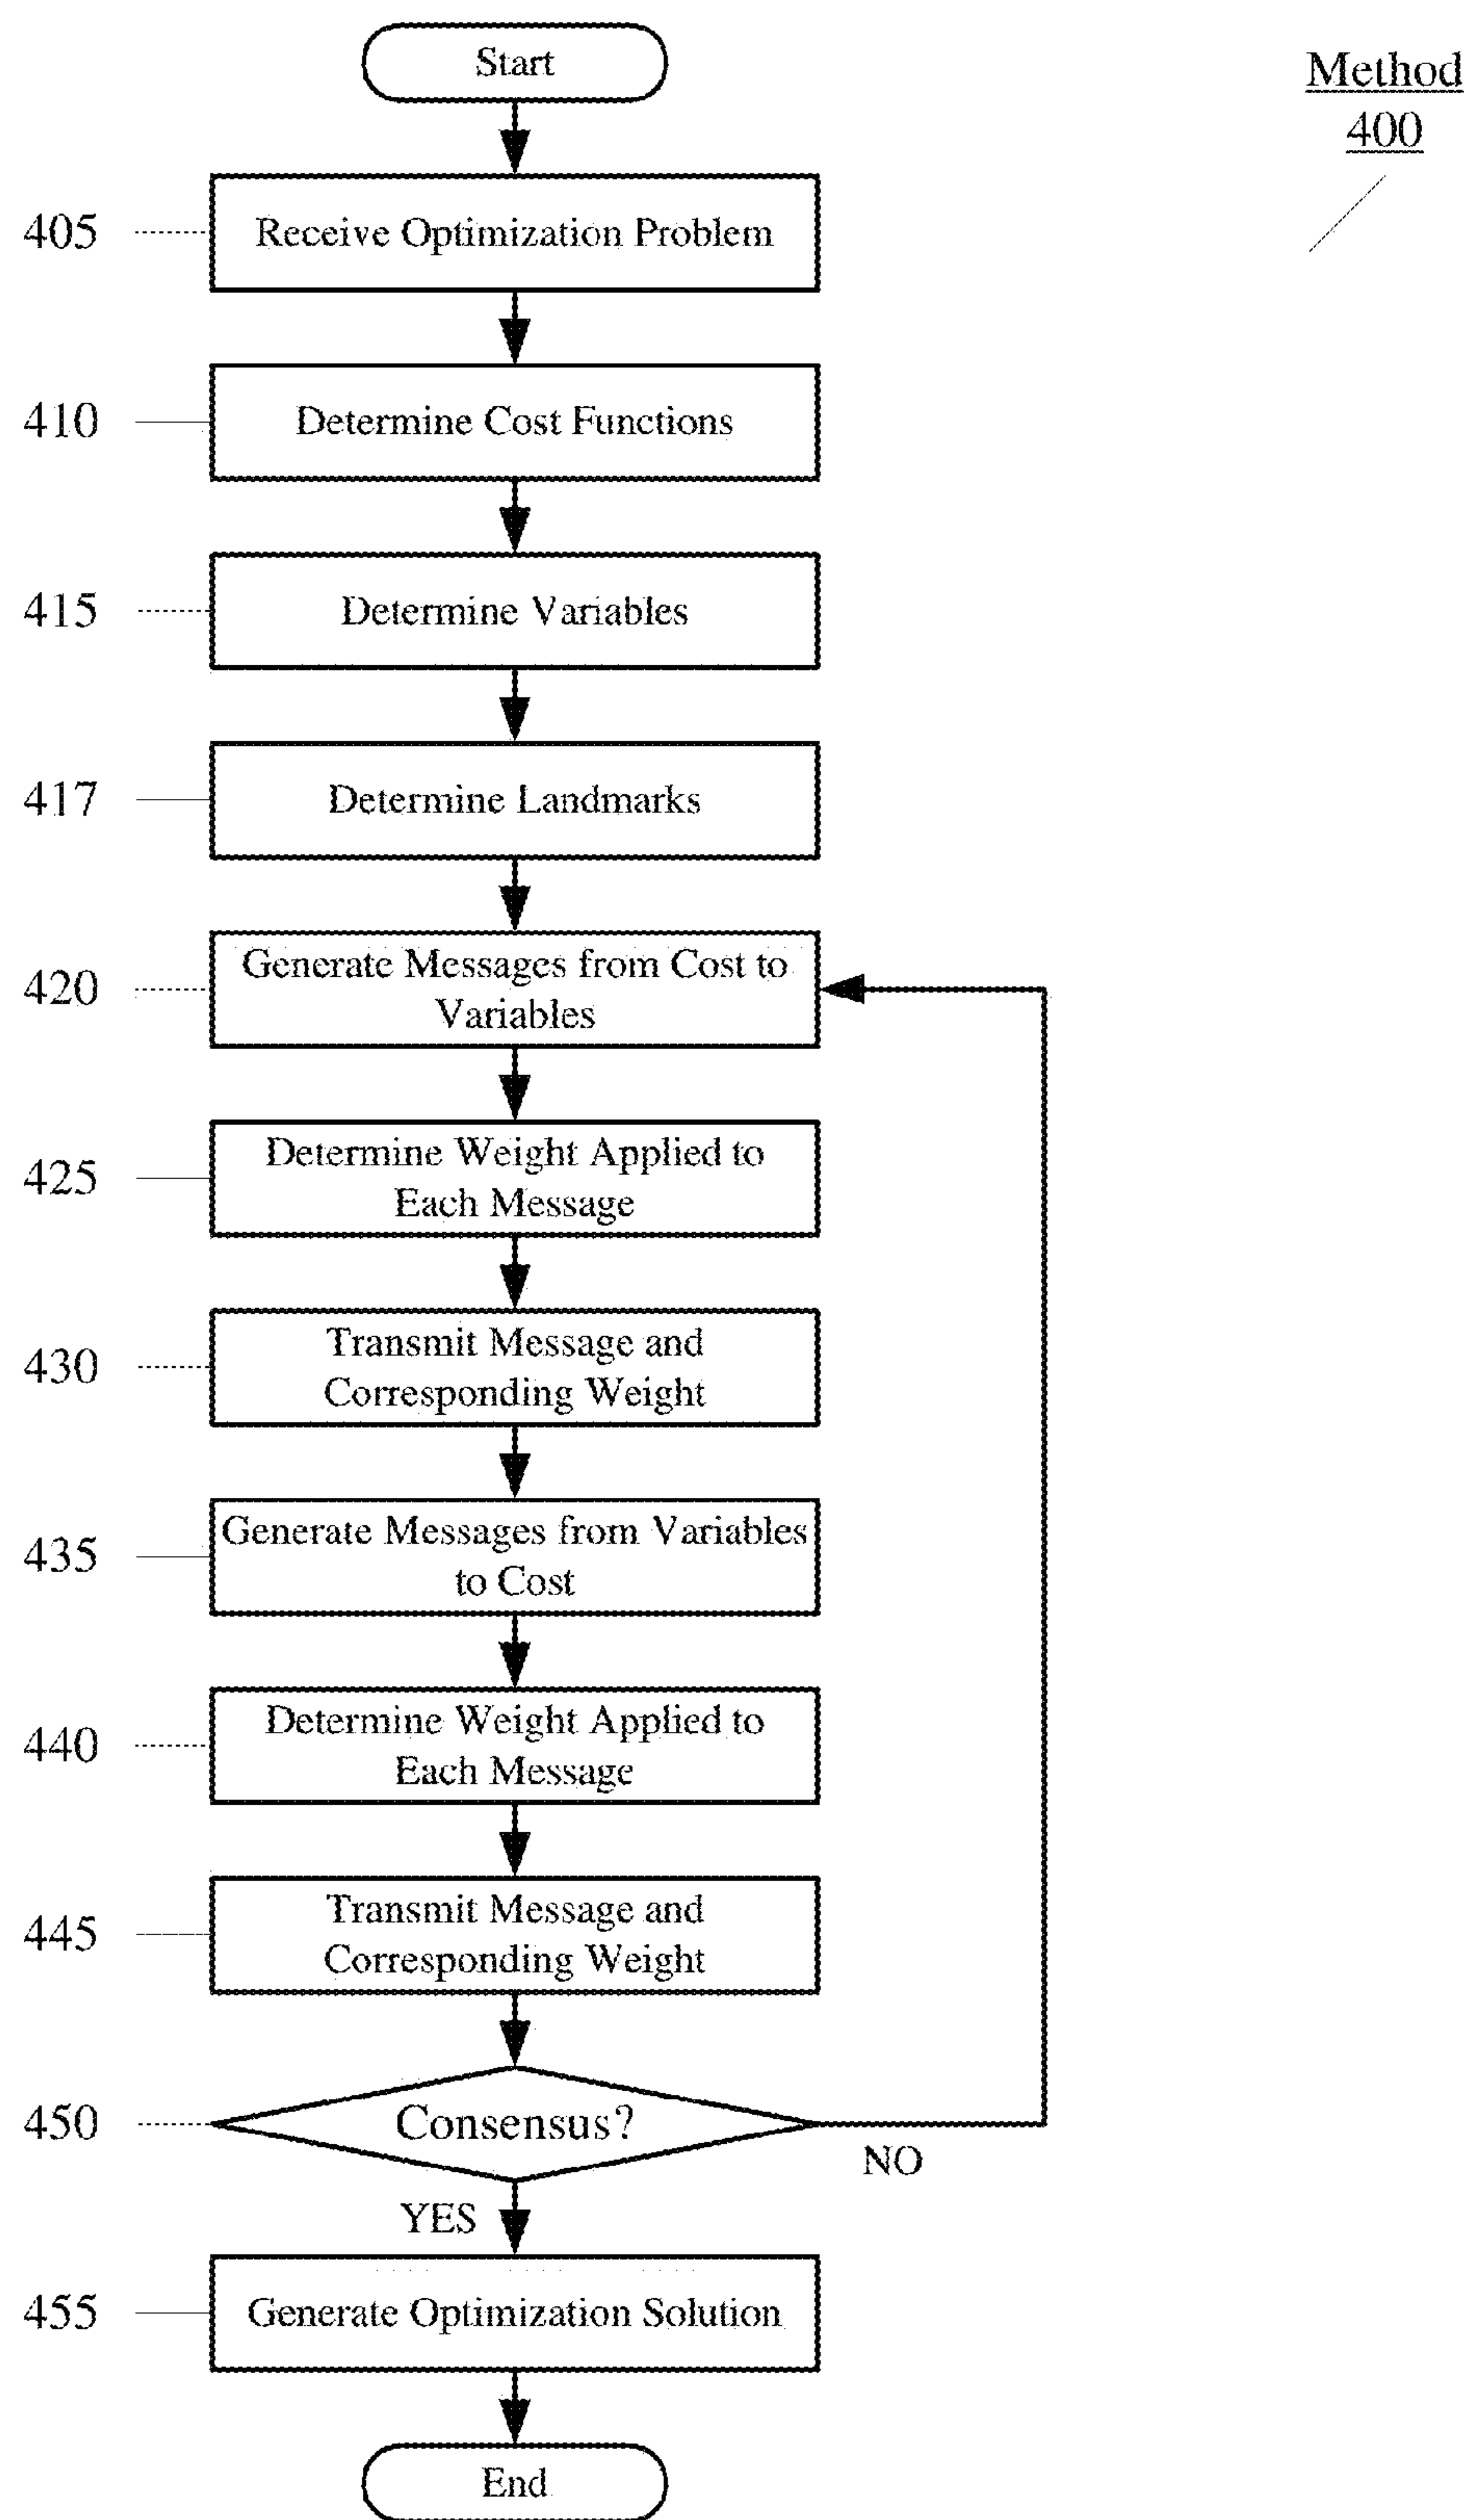 Start
Method
400
405
Receive Optimization Problem
410
Determine Cost Functions
415
Determine Variables
417
Determine Landmarks
420
Generate Messages from Cost to
Variables
425
Determine Weight Applied to
Each Message
430
Transmit Message and
Corresponding Weight
435
Generate Messages from Variables
to Cost
440
Determine Weight Applied to
Each Message
445
Transmit Message and
Corresponding Weight
450
Consensus?
NO
YES
455
Generate Optimization Solution
End